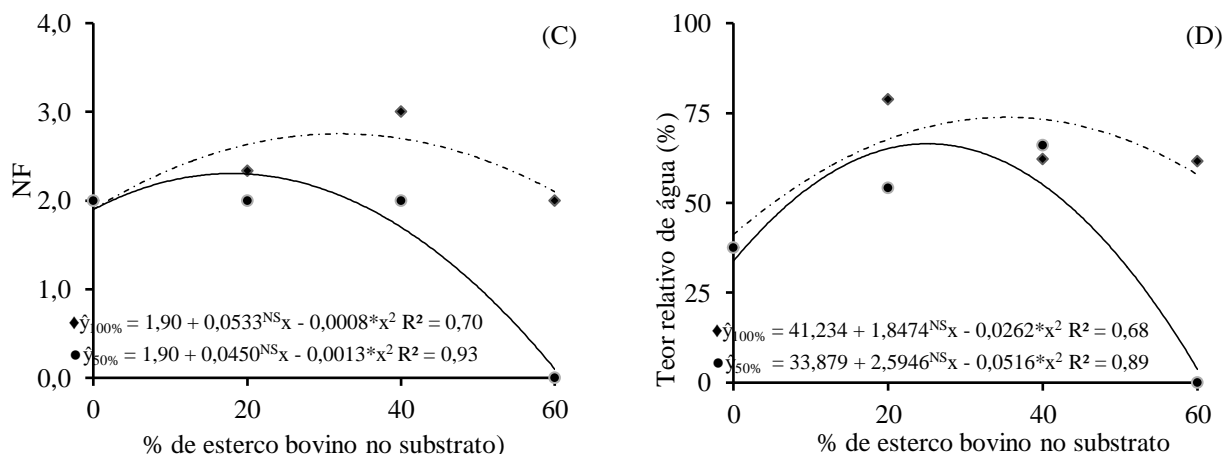 (C)
NF
4,0
3,0
2,0
1,0
0,0
0
20
40
60
ŷ100% = 1,90 + 0,0533NSx - 0,0008*x2 R² = 0,70
ŷ50% = 1,90 + 0,0450NSx - 0,0013*x2 R² = 0,93
% de esterco bovino no substrato)
(D)
Teor relativo de água (%)
100
75
50
25
0
0
20
40
60
ŷ100% = 41,234 + 1,8474NSx - 0,0262*x2 R² = 0,68
ŷ50% = 33,879 + 2,5946NSx - 0,0516*x2 R² = 0,89
% de esterco bovino no substrato